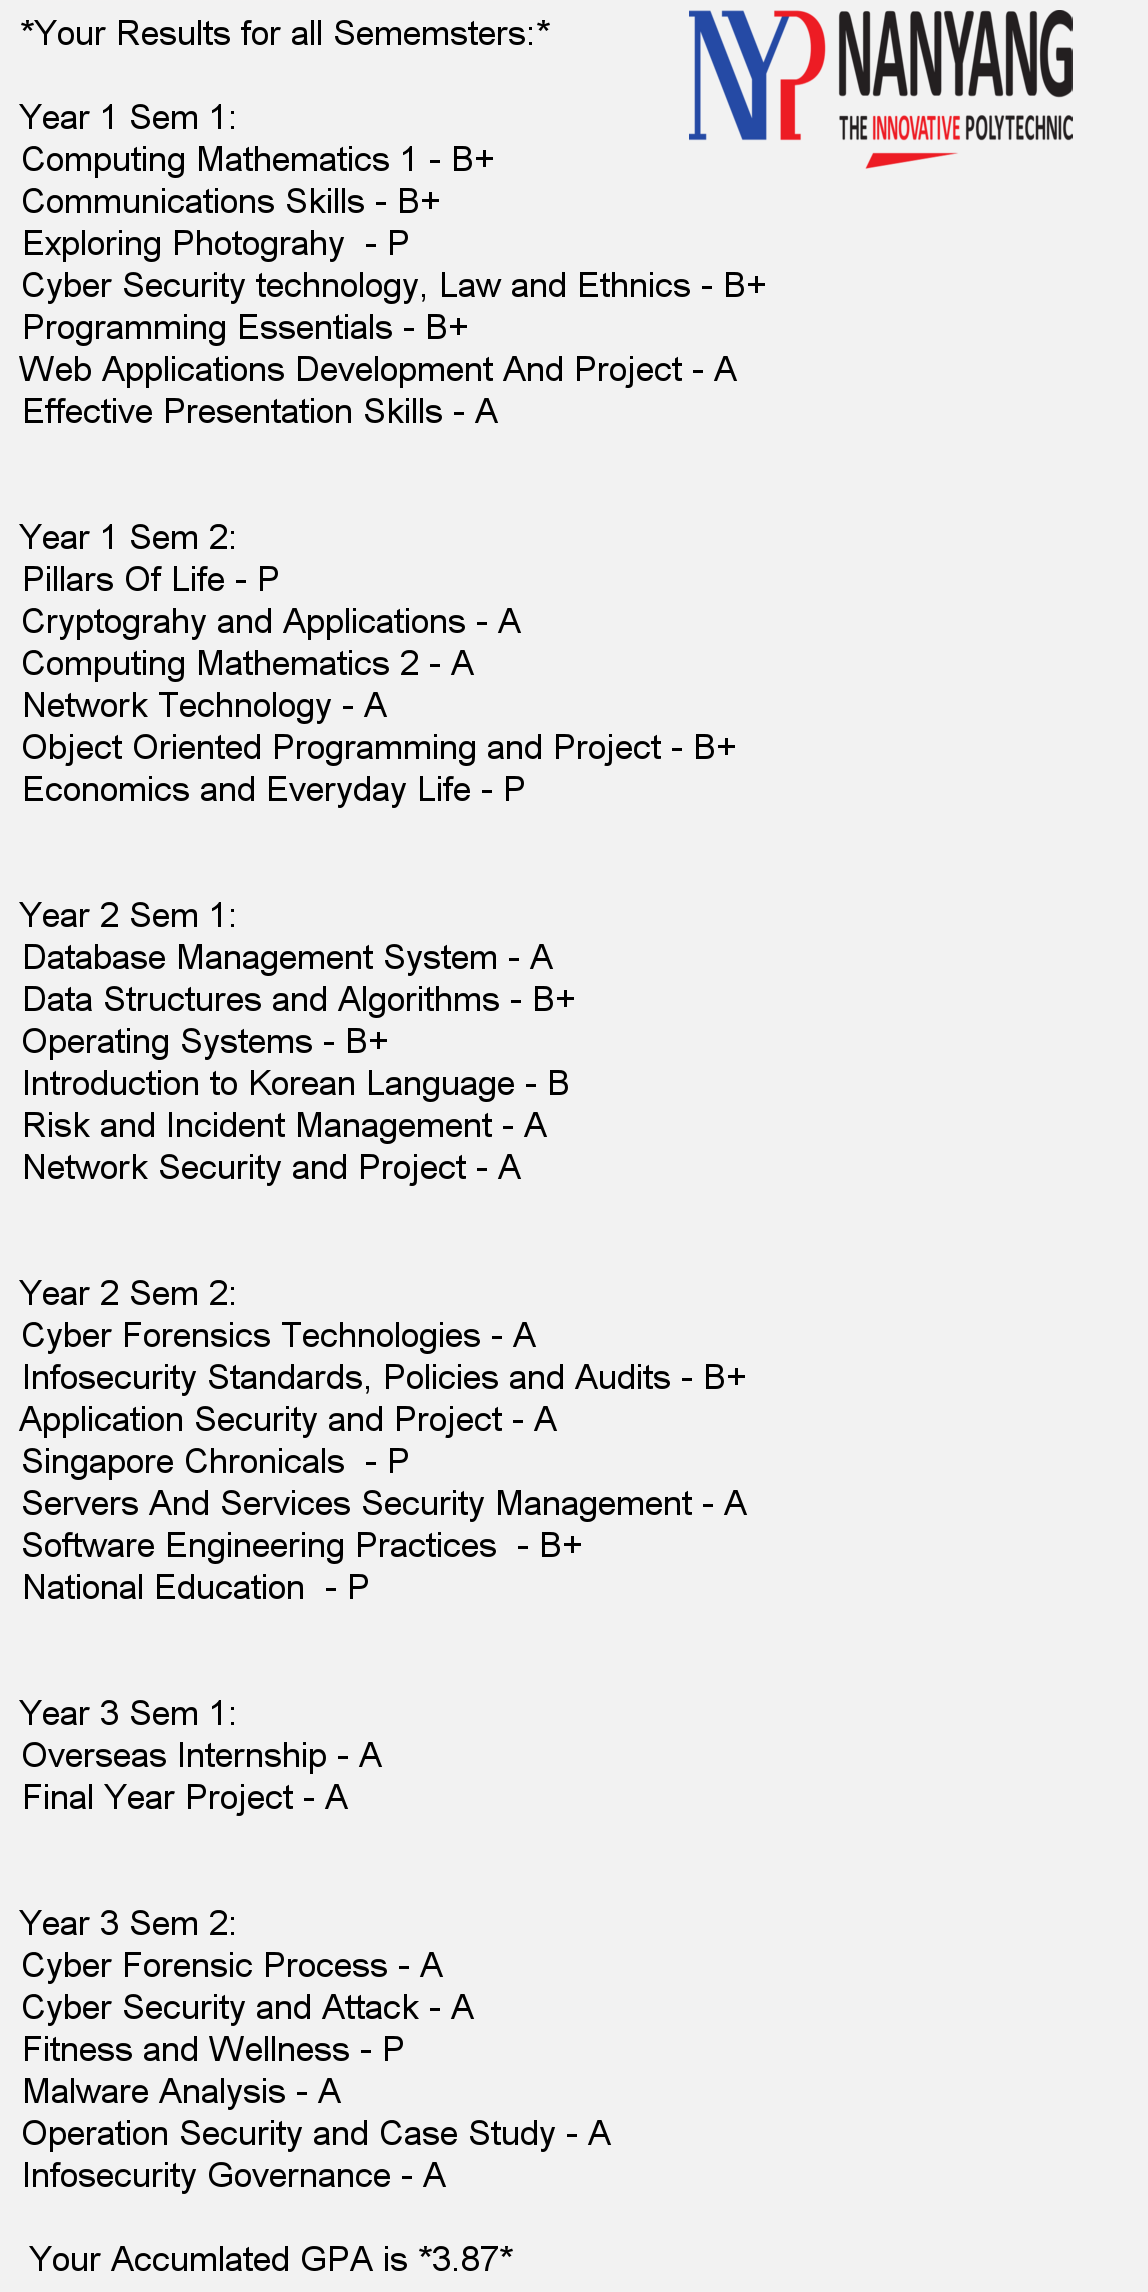 *Your Results for all Sememsters:*
NYP NANYANG
THE INNOVATIVE POLYTECHNIC
Year 1 Sem 1:
Computing Mathematics 1 - B+
Communications Skills - B+
Exploring Photograhy  - P
Cyber Security technology, Law and Ethnics - B+
Programming Essentials - B+
Web Applications Development And Project - A
Effective Presentation Skills - A
Year 1 Sem 2:
Pillars Of Life - P
Cryptograhy and Applications - A
Computing Mathematics 2 - A
Network Technology - A
Object Oriented Programming and Project - B+
Economics and Everyday Life - P
Year 2 Sem 1:
Database Management System - A
Data Structures and Algorithms - B+
Operating Systems - B+
Introduction to Korean Language - B
Risk and Incident Management - A
Network Security and Project - A
Year 2 Sem 2:
Cyber Forensics Technologies - A
Infosecurity Standards, Policies and Audits - B+
Application Security and Project - A
Singapore Chronicals  - P
Servers And Services Security Management - A
Software Engineering Practices  - B+
National Education  - P
Year 3 Sem 1:
Overseas Internship - A
Final Year Project - A
Year 3 Sem 2:
Cyber Forensic Process - A
Cyber Security and Attack - A
Fitness and Wellness - P
Malware Analysis - A
Operation Security and Case Study - A
Infosecurity Governance - A
Your Accumlated GPA is *3.87*